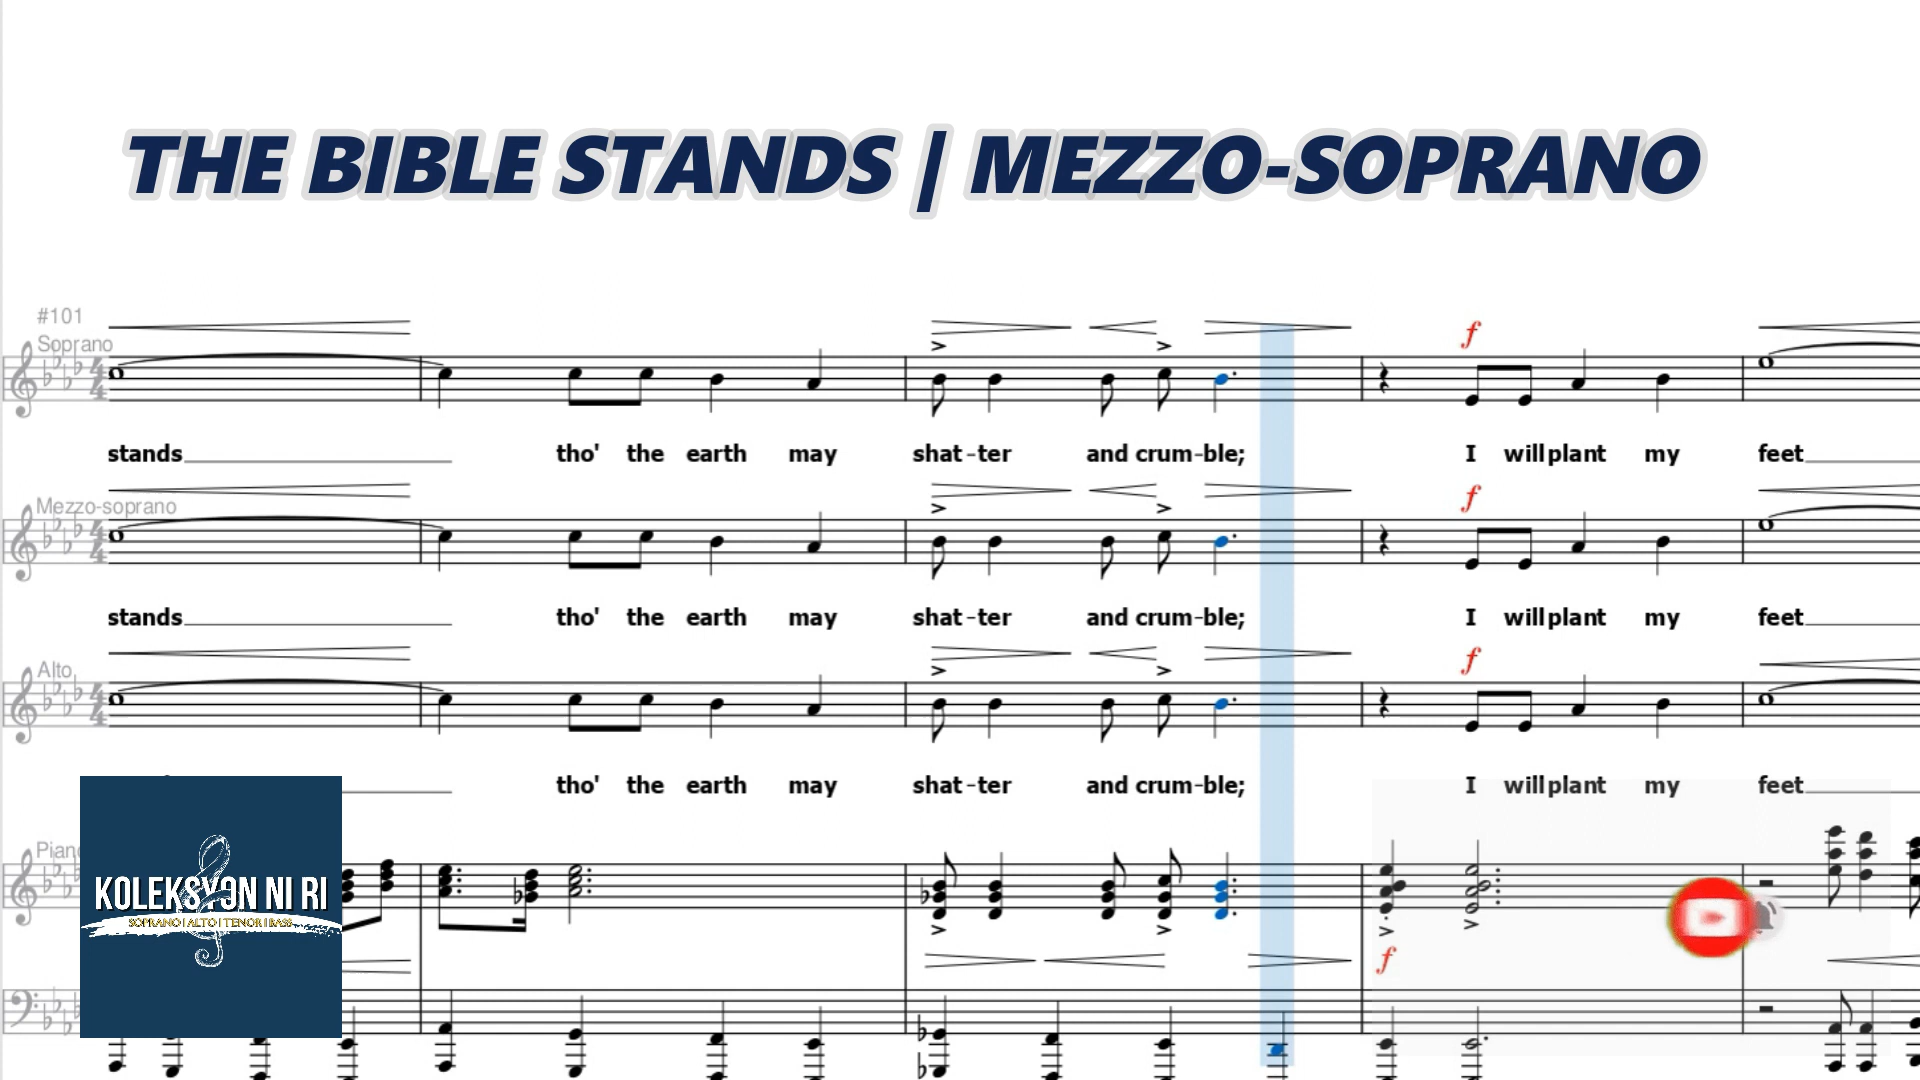 THE BIBLE STANDS | MEZZO-SOPRANO
#101
Soprano
f
stands tho' the earth may shat-ter and crum-ble; I will plant my feet
Mezzo-soprano
f
stands tho' the earth may shat-ter and crum-ble; I will plant my feet
Alto
f
tho' the earth may shat-ter and crum-ble; I will plant my feet
KOLEKSYON NI RI
SOPRANO | ALTO | TENOR | BASS
f